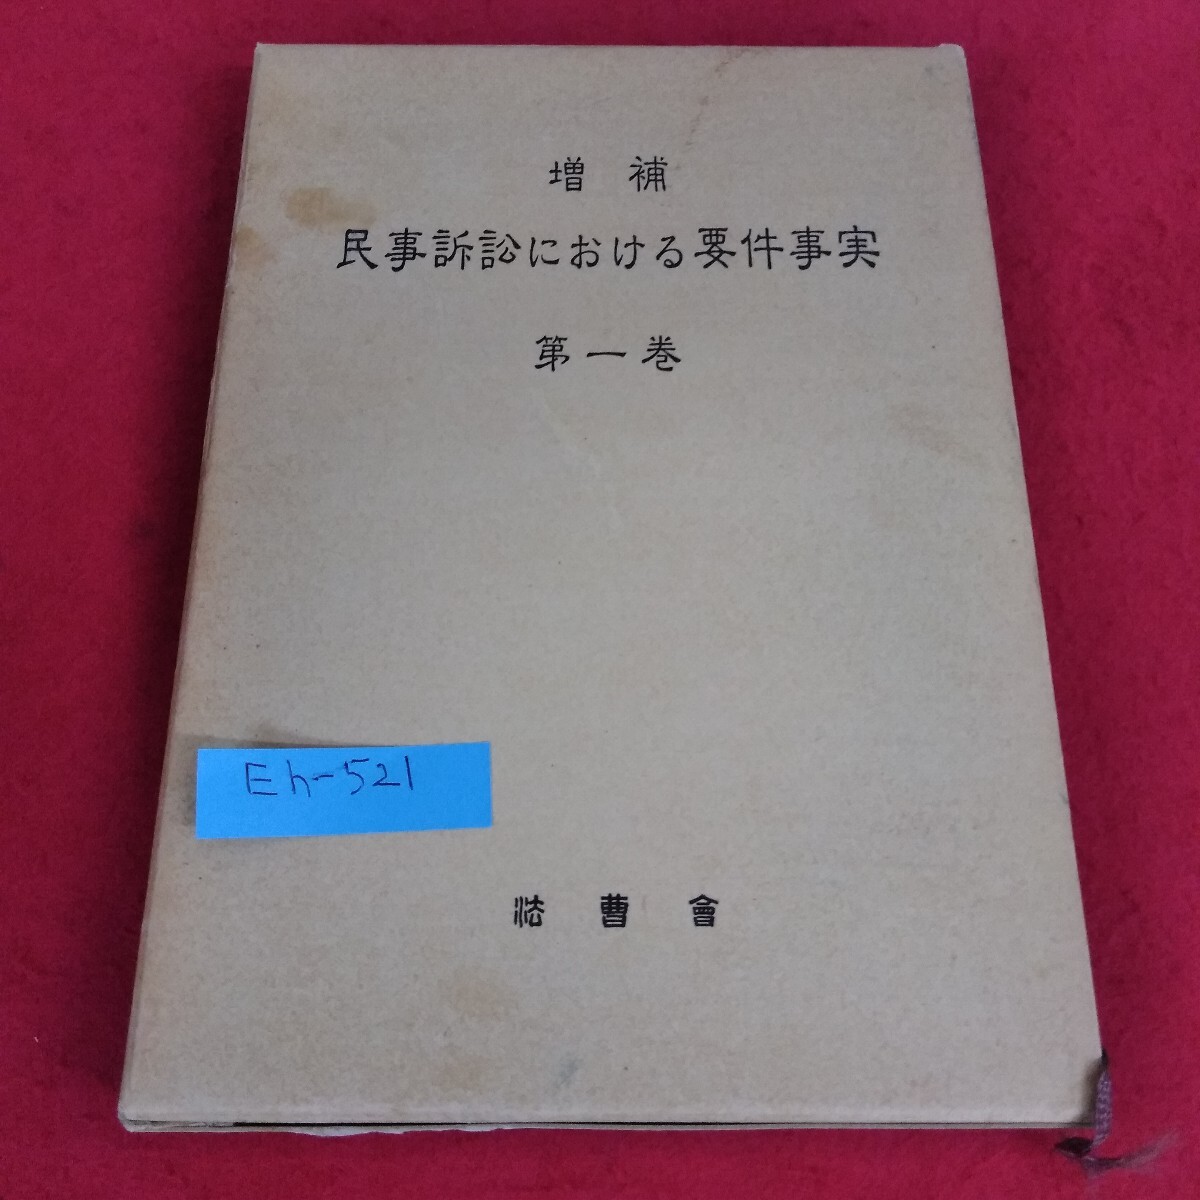 増補
民事訴訟における要件事実
第一巻
Eh-521
法曹會